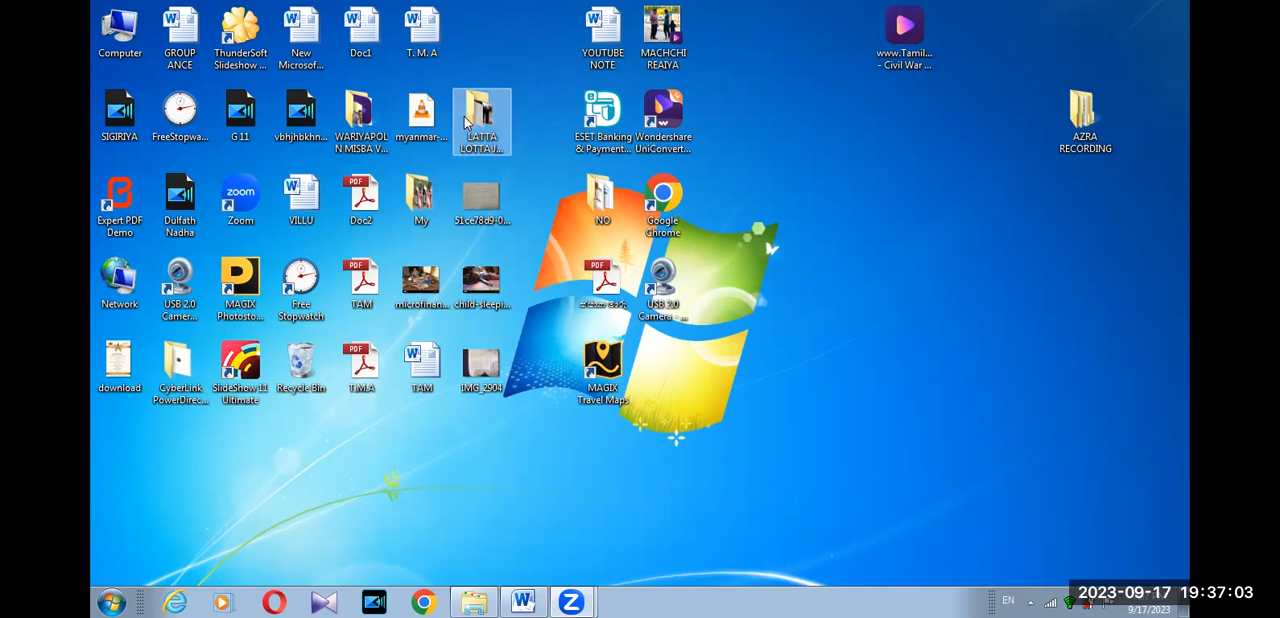 Computer
GROUP
ANCE
ThunderSoft
Slideshow ...
New
Microsof...
Doc1
T. M. A
YOUTUBE
NOTE
MACHCHI
REAIYA
www.Tamil...
- Civil War ...
SIGIRIYA
FreeStopwa...
G 11
vbhjhbkhn...
WARIYAPOL
N MISBA V...
myanmar-...
LATTA
LOTTA J...
ESET Banking
& Payment...
Wondershare
UniConvert...
AZRA
RECORDING
Expert PDF
Demo
Dulfath
Nadha
Zoom
VILLU
Doc2
My
51ce78d9-0...
NO
Google
Chrome
Network
USB 2.0
Camer...
MAGIX
Photosto...
Free
Stopwatch
TAM
microfinan...
child-sleepi...
USB 2.0
Camera - ...
download
CyberLink
PowerDirec...
SlideShow 11
Ultimate
Recycle Bin
T.M.A
TAM
IMG_2904
MAGIX
Travel Maps
EN
2023-09-17 19:37:03
9/17/2023